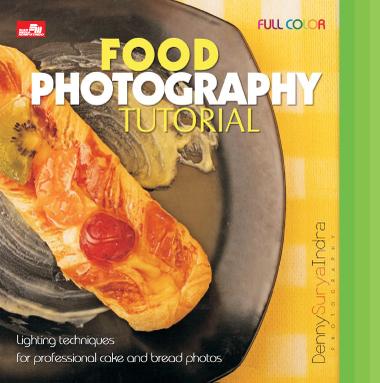 FULL COLOR
FOOD
PHOTOGRAPHY
TUTORIAL
DennySuryaIndra
PHOTOGRAPHY
Lighting techniques
for professional cake and bread photos